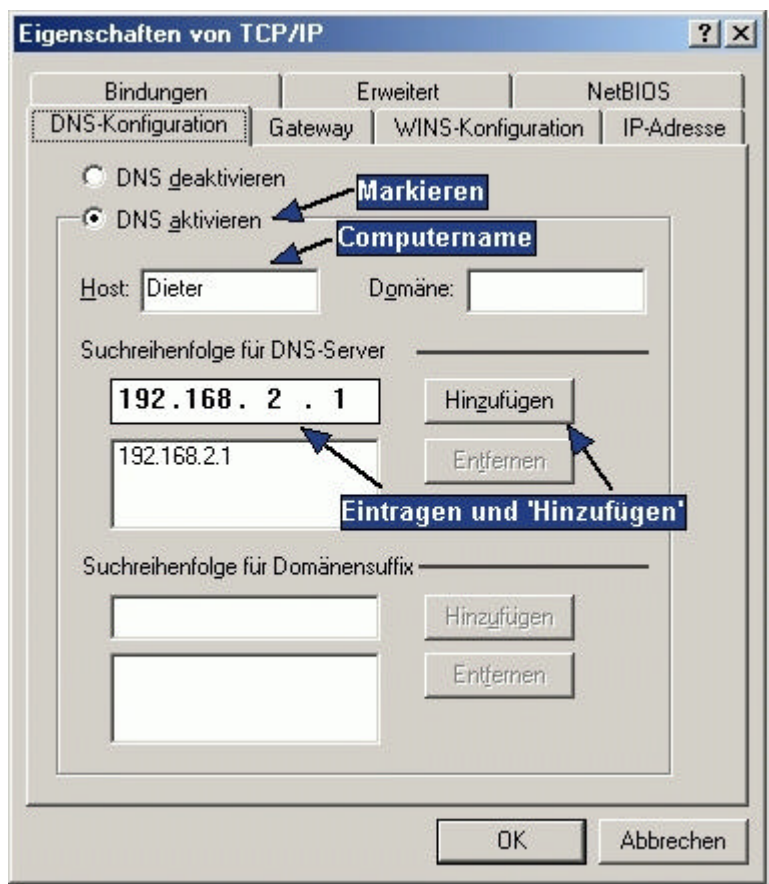 Eigenschaften von TCP/IP
Bindungen Erweitert NetBIOS
DNS-Konfiguration Gateway WINS-Konfiguration IP-Adresse
DNS deaktivieren
Markieren
DNS aktivieren
Computername
Host: Dieter Domäne:
Suchreihenfolge für DNS-Server
192.168. 2 . 1 Hinzufügen
192.168.2.1 Entfernen
Eintragen und 'Hinzufügen'
Suchreihenfolge für Domänensuffix
Hinzufügen
Entfernen
OK Abbrechen